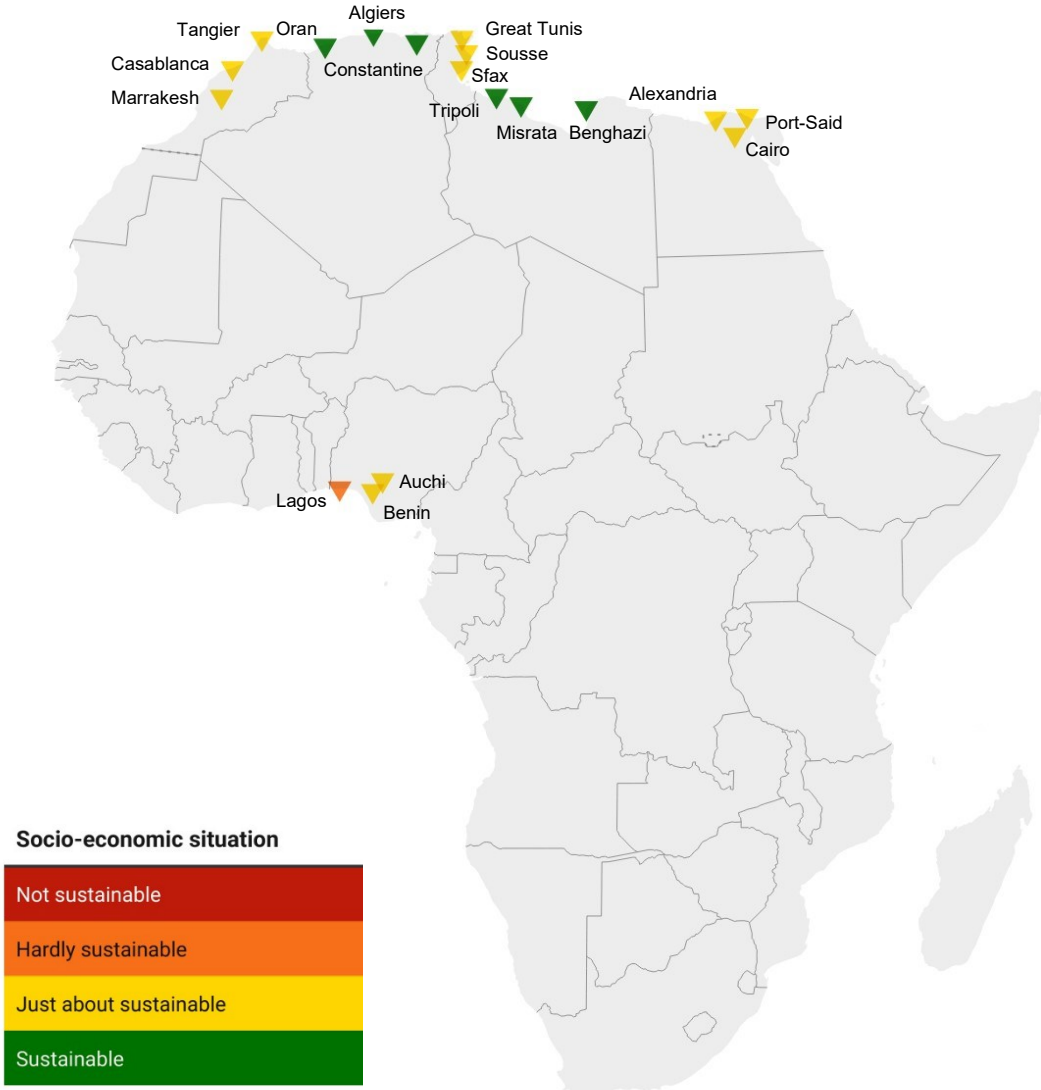 Algiers
Tangier
Oran
Great Tunis
Sousse
Casablanca
Constantine
Sfax
Marrakesh
Tripoli
Alexandria
Misrata
Benghazi
Port-Said
Cairo
Auchi
Lagos
Benin
Socio-economic situation
Not sustainable
Hardly sustainable
Just about sustainable
Sustainable